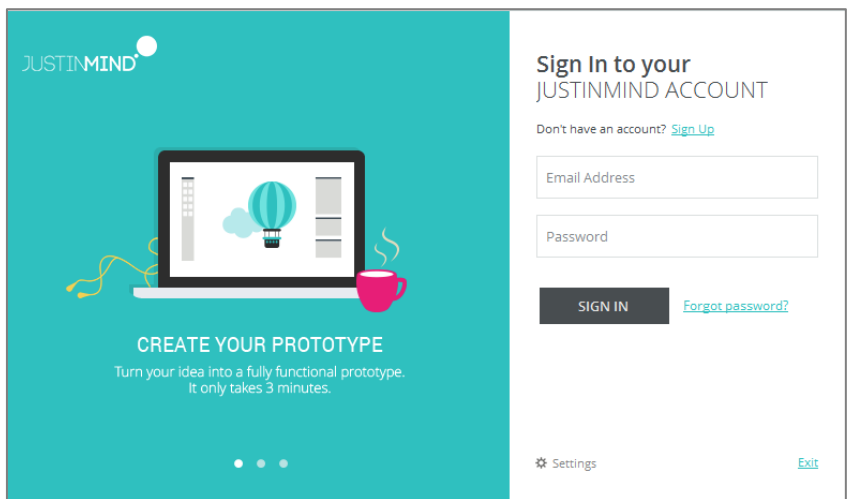 JUSTINMIND
CREATE YOUR PROTOTYPE
Turn your idea into a fully functional prototype.
It only takes 3 minutes.
Sign In to your
JUSTINMIND ACCOUNT
Don't have an account? Sign Up
Email Address
Password
SIGN IN Forgot password?
Settings Exit